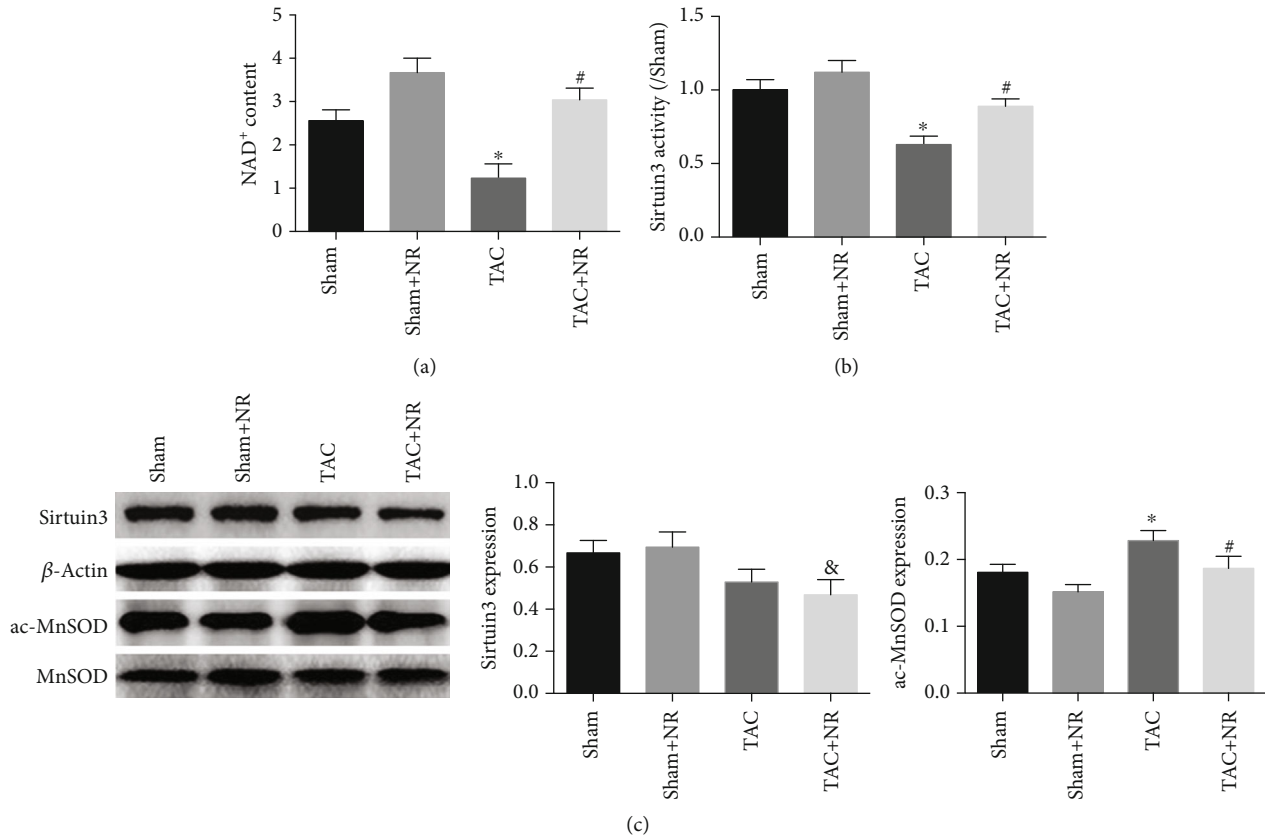 NAD+ content
5
4
3
2
1
0
*
#
Sham
Sham+NR
TAC
TAC+NR
(a)
Sirtuin3 activity (/Sham)
1.5
1.0
0.5
0.0
*
#
Sham
Sham+NR
TAC
TAC+NR
(b)
Sham
Sham+NR
TAC
TAC+NR
Sirtuin3
β-Actin
ac-MnSOD
MnSOD
Sirtuin3 expression
1.0
0.8
0.6
0.4
0.2
0.0
&
Sham
Sham+NR
TAC
TAC+NR
ac-MnSOD expression
0.3
0.2
0.1
0.0
*
#
Sham
Sham+NR
TAC
TAC+NR
(c)